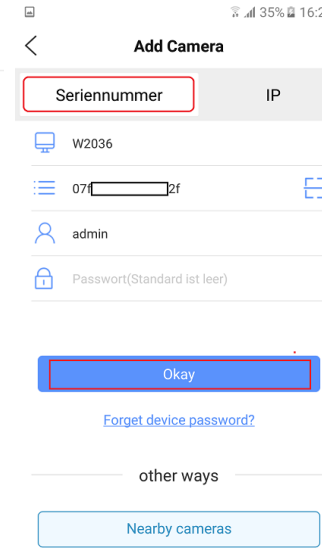 35% 16:2
Add Camera
Seriennummer IP
W2036
07f 2f
admin
Passwort(Standard ist leer)
Okay
Forget device password?
other ways
Nearby cameras